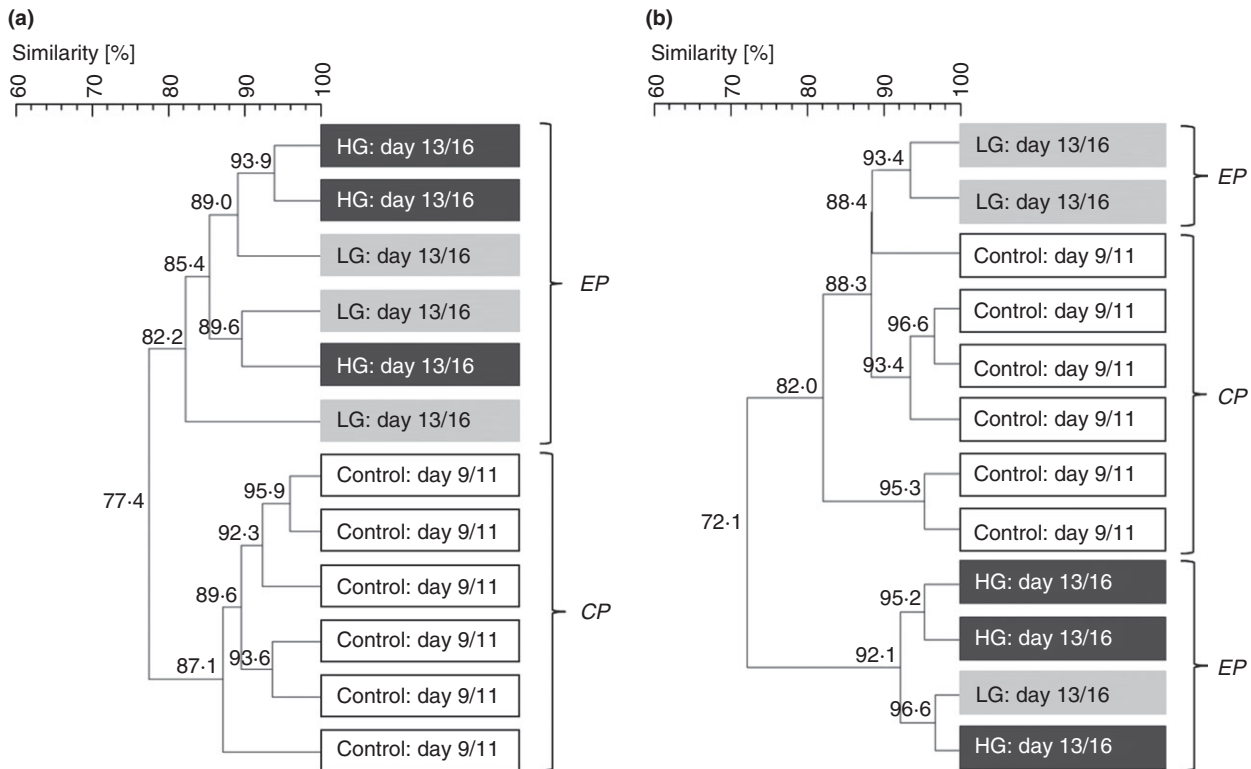 (a)
Similarity [%]
60 70 80 90 100
HG: day 13/16
93·9
HG: day 13/16
89·0
LG: day 13/16
85·4
LG: day 13/16
89·6
82·2
HG: day 13/16
LG: day 13/16
EP
77·4
Control: day 9/11
95·9
Control: day 9/11
92·3
Control: day 9/11
89·6
Control: day 9/11
93·6
87·1
Control: day 9/11
Control: day 9/11
CP
(b)
Similarity [%]
60 70 80 90 100
LG: day 13/16
93·4
LG: day 13/16
EP
88·4
Control: day 9/11
88·3
Control: day 9/11
96·6
Control: day 9/11
93·4
82·0
Control: day 9/11
Control: day 9/11
95·3
Control: day 9/11
CP
72·1
HG: day 13/16
95·2
HG: day 13/16
92·1
LG: day 13/16
96·6
HG: day 13/16
EP